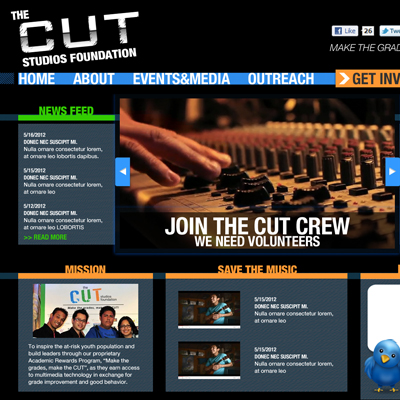 THE
CUT
STUDIOS FOUNDATION
Like 26
MAKE THE GRAD
HOME ABOUT EVENTS&MEDIA OUTREACH GET INV
NEWS FEED
5/16/2012
DONEC NEC SUSCIPIT MI.
Nulla ornare consectetur lorem,
at ornare leo lobortis dapibus.
5/15/2012
DONEC NEC SUSCIPIT MI.
Nulla ornare consectetur lorem,
at ornare leo
5/12/2012
DONEC NEC SUSCIPIT MI.
Nulla ornare consectetur lorem,
at ornare leo LOBORTIS
>> READ MORE
JOIN THE CUT CREW
WE NEED VOLUNTEERS
MISSION
the
CUT
studios
foundation
To inspire the at-risk youth population and
build leaders through our proprietary
Academic Rewards Program, “Make the
grades, make the CUT”, as they earn access
to multimedia technology in exchange for
grade improvement and good behavior.
SAVE THE MUSIC
5/15/2012
DONEC NEC SUSCIPIT MI.
Nulla ornare consectetur lorem,
at ornare leo
5/15/2012
DONEC NEC SUSCIPIT MI.
Nulla ornare consectetur lorem,
at ornare leo